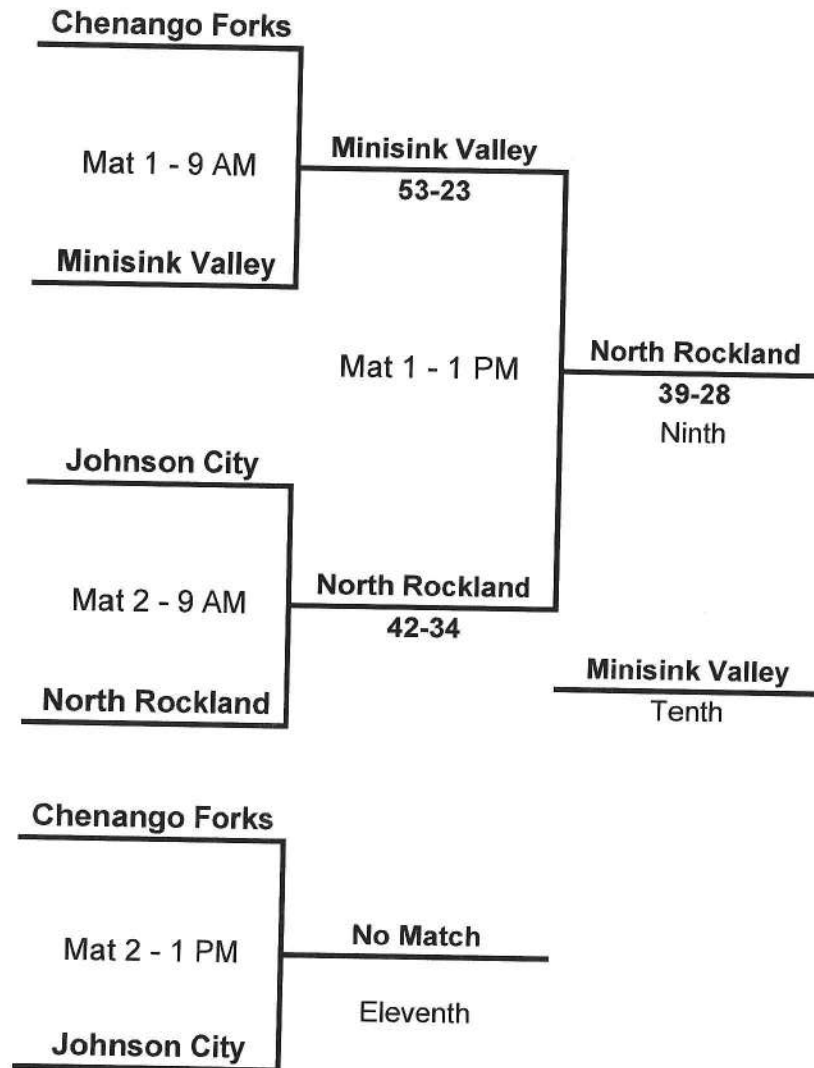 Chenango Forks
Mat 1 - 9 AM
Minisink Valley
53-23
Minisink Valley
Mat 1 - 1 PM
North Rockland
39-28
Ninth
Johnson City
Mat 2 - 9 AM
North Rockland
42-34
North Rockland
Minisink Valley
Tenth
Chenango Forks
Mat 2 - 1 PM
No Match
Eleventh
Johnson City